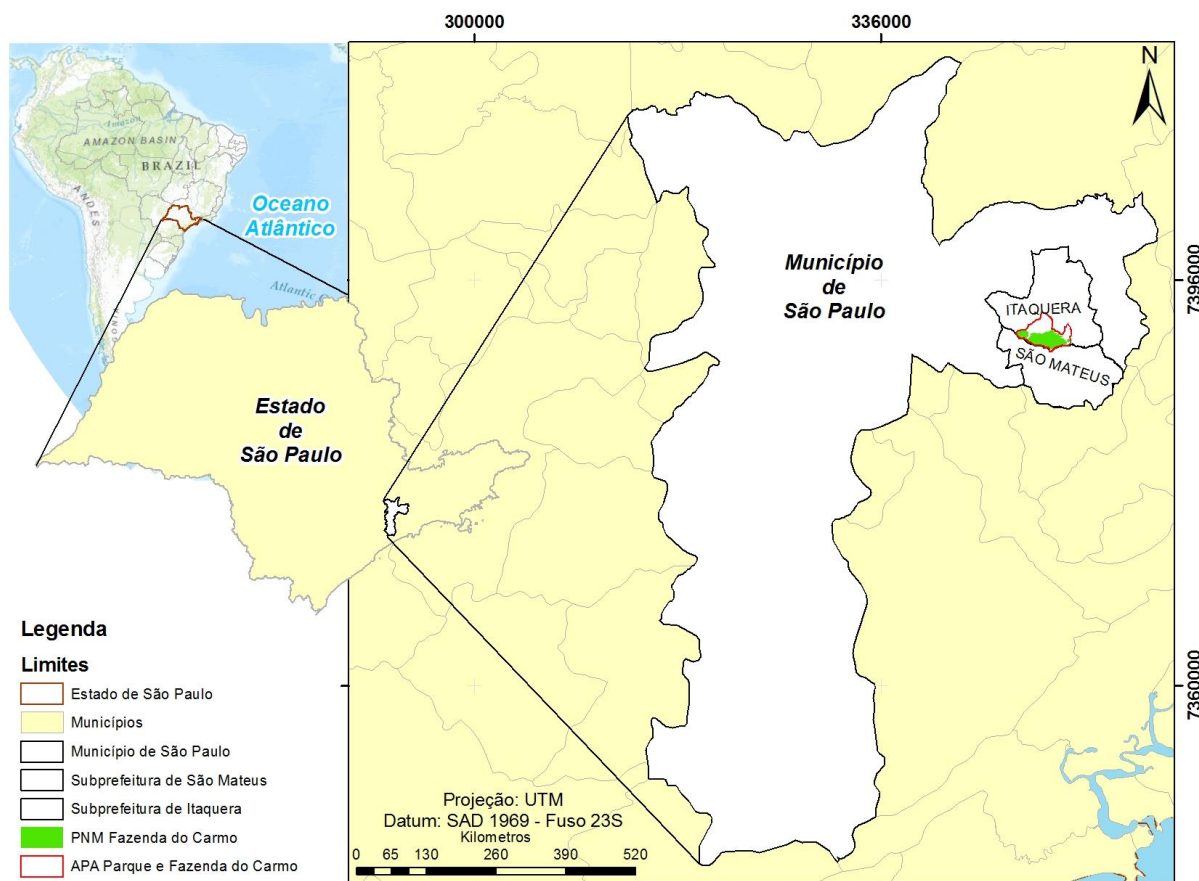 300000
336000
N
AMAZON BASIN
BRAZIL
ANDES
Oceano
Atlântico
Município
de
São Paulo
ITAQUERA
SÃO MATEUS
7396000
Estado
de
São Paulo
7360000
Legenda
Limites
Estado de São Paulo
Municípios
Município de São Paulo
Subprefeitura de São Mateus
Subprefeitura de Itaquera
PNM Fazenda do Carmo
APA Parque e Fazenda do Carmo
Projeção: UTM
Datum: SAD 1969 - Fuso 23S
Kilometros
0 65 130 260 390 520